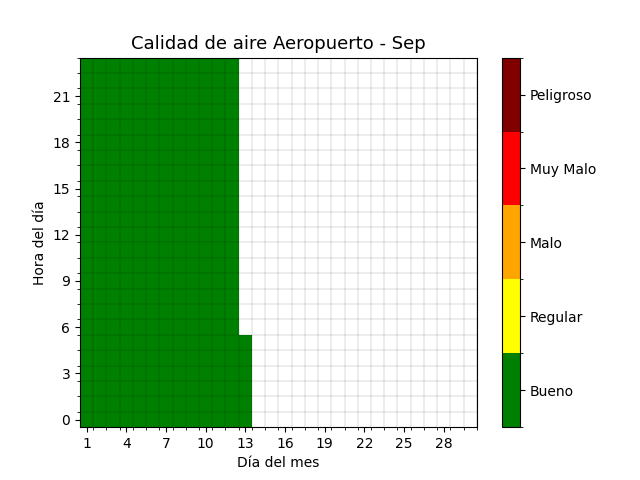 Calidad de aire Aeropuerto - Sep
21
18
15
12
9
6
3
0
Hora del día
1 4 7 10 13 16 19 22 25 28
Día del mes
Peligroso
Muy Malo
Malo
Regular
Bueno